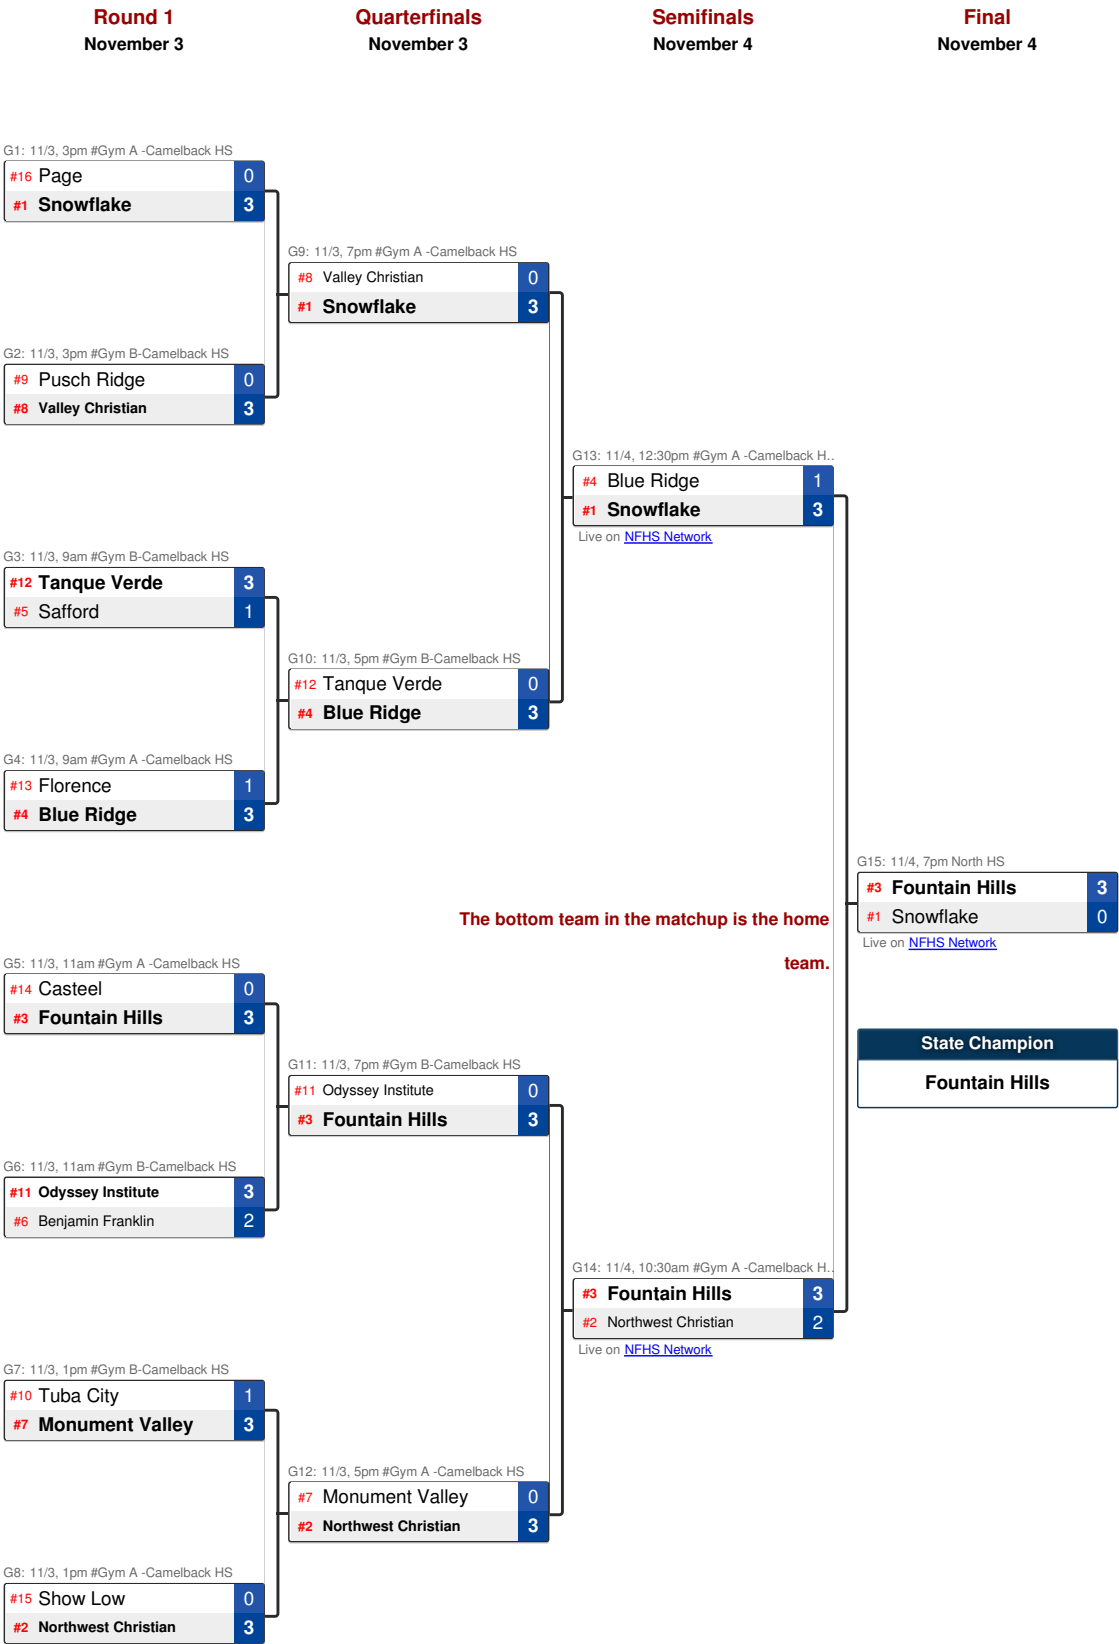 Round 1
November 3
Quarterfinals
November 3
Semifinals
November 4
Final
November 4
G1: 11/3, 3pm #Gym A -Camelback HS
#16 Page 0
#1 Snowflake 3
G9: 11/3, 7pm #Gym A -Camelback HS
#8 Valley Christian 0
#1 Snowflake 3
G2: 11/3, 3pm #Gym B-Camelback HS
#9 Pusch Ridge 0
#8 Valley Christian 3
G13: 11/4, 12:30pm #Gym A -Camelback H..
#4 Blue Ridge 1
#1 Snowflake 3
Live on NFHS Network
G3: 11/3, 9am #Gym B-Camelback HS
#12 Tanque Verde 3
#5 Safford 1
G10: 11/3, 5pm #Gym B-Camelback HS
#12 Tanque Verde 0
#4 Blue Ridge 3
G4: 11/3, 9am #Gym A -Camelback HS
#13 Florence 1
#4 Blue Ridge 3
G15: 11/4, 7pm North HS
#3 Fountain Hills 3
#1 Snowflake 0
Live on NFHS Network
The bottom team in the matchup is the home
team.
G5: 11/3, 11am #Gym A -Camelback HS
#14 Casteel 0
#3 Fountain Hills 3
State Champion
Fountain Hills
G11: 11/3, 7pm #Gym B-Camelback HS
#11 Odyssey Institute 0
#3 Fountain Hills 3
G6: 11/3, 11am #Gym B-Camelback HS
#11 Odyssey Institute 3
#6 Benjamin Franklin 2
G14: 11/4, 10:30am #Gym A -Camelback H..
#3 Fountain Hills 3
#2 Northwest Christian 2
Live on NFHS Network
G7: 11/3, 1pm #Gym B-Camelback HS
#10 Tuba City 1
#7 Monument Valley 3
G12: 11/3, 5pm #Gym A -Camelback HS
#7 Monument Valley 0
#2 Northwest Christian 3
G8: 11/3, 1pm #Gym A -Camelback HS
#15 Show Low 0
#2 Northwest Christian 3